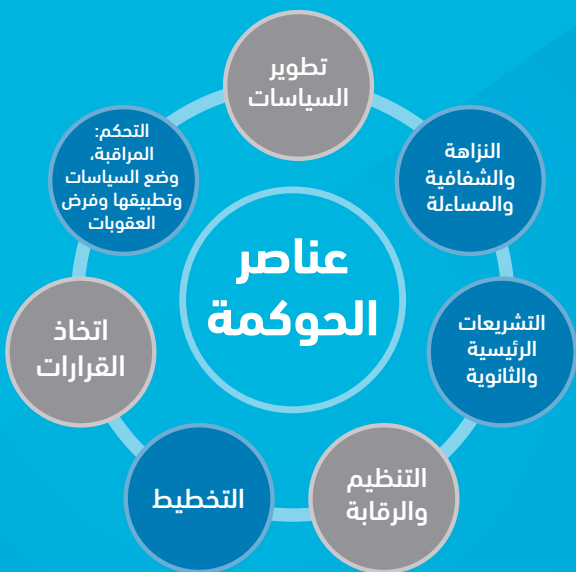 عناصر
الحوكمة
تطوير
السياسات
النزاهة
والشفافية
والمساءلة
التشريعات
الرئيسية
والثانوية
التنظيم
والرقابة
التخطيط
اتخاذ
القرارات
التحكم:
المراقبة،
وضع السياسات
وتطبيقها وفرض
العقوبات